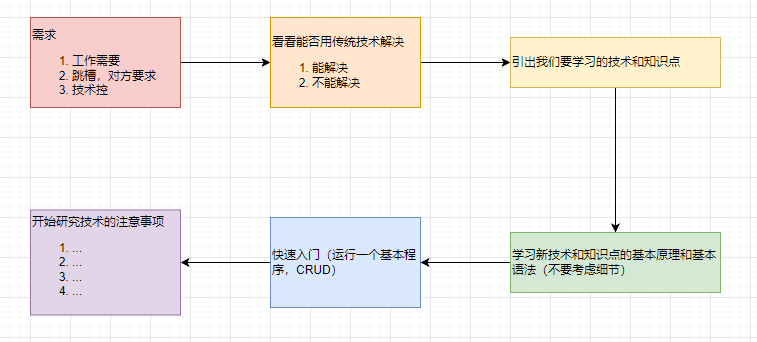 需求
1. 工作需要
2. 跳槽，对方要求
3. 技术控
看看能否用传统技术解决
1. 能解决
2. 不能解决
引出我们要学习的技术和知识点
学习新技术和知识点的基本原理和基本
语法（不要考虑细节）
快速入门（运行一个基本程
序，CRUD）
开始研究技术的注意事项
1. ...
2. ...
3. ...
4. ...